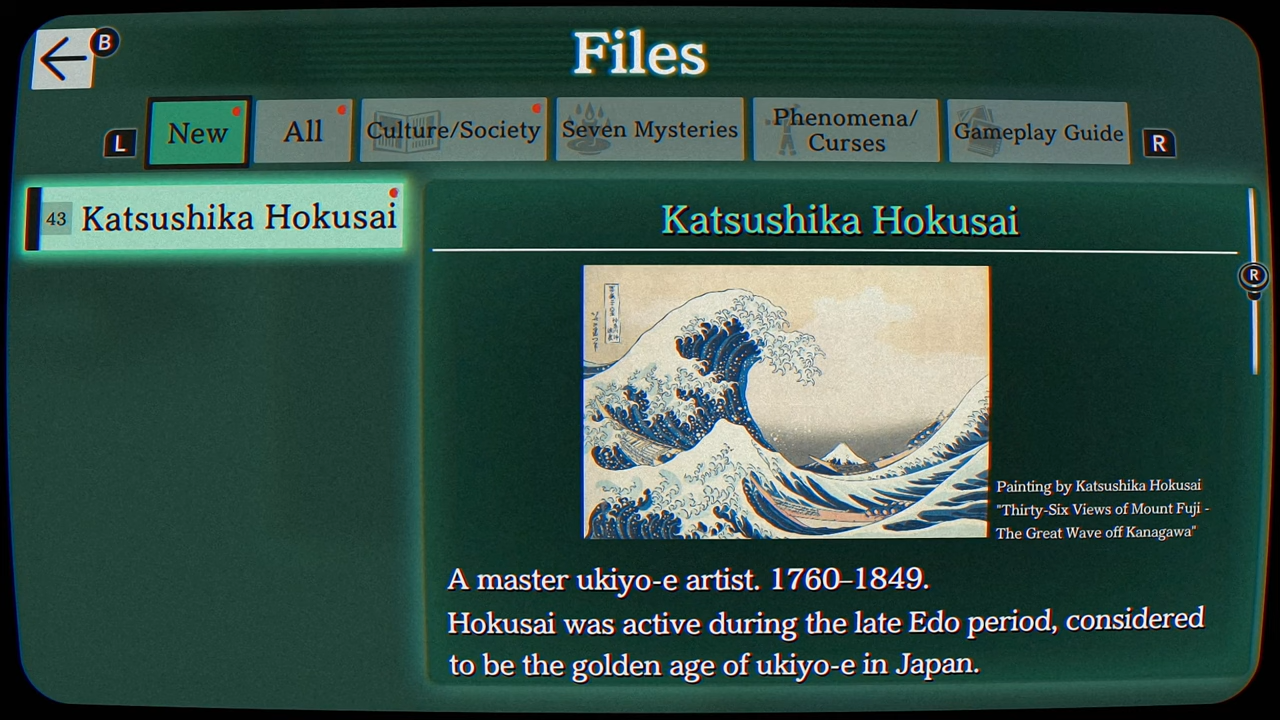 B
Files
L
New
All
Culture/Society
Seven Mysteries
Phenomena/
Curses
Gameplay Guide
R
43 Katsushika Hokusai
Katsushika Hokusai
R
Painting by Katsushika Hokusai
"Thirty-Six Views of Mount Fuji -
The Great Wave off Kanagawa"
A master ukiyo-e artist. 1760–1849.
Hokusai was active during the late Edo period, considered
to be the golden age of ukiyo-e in Japan.